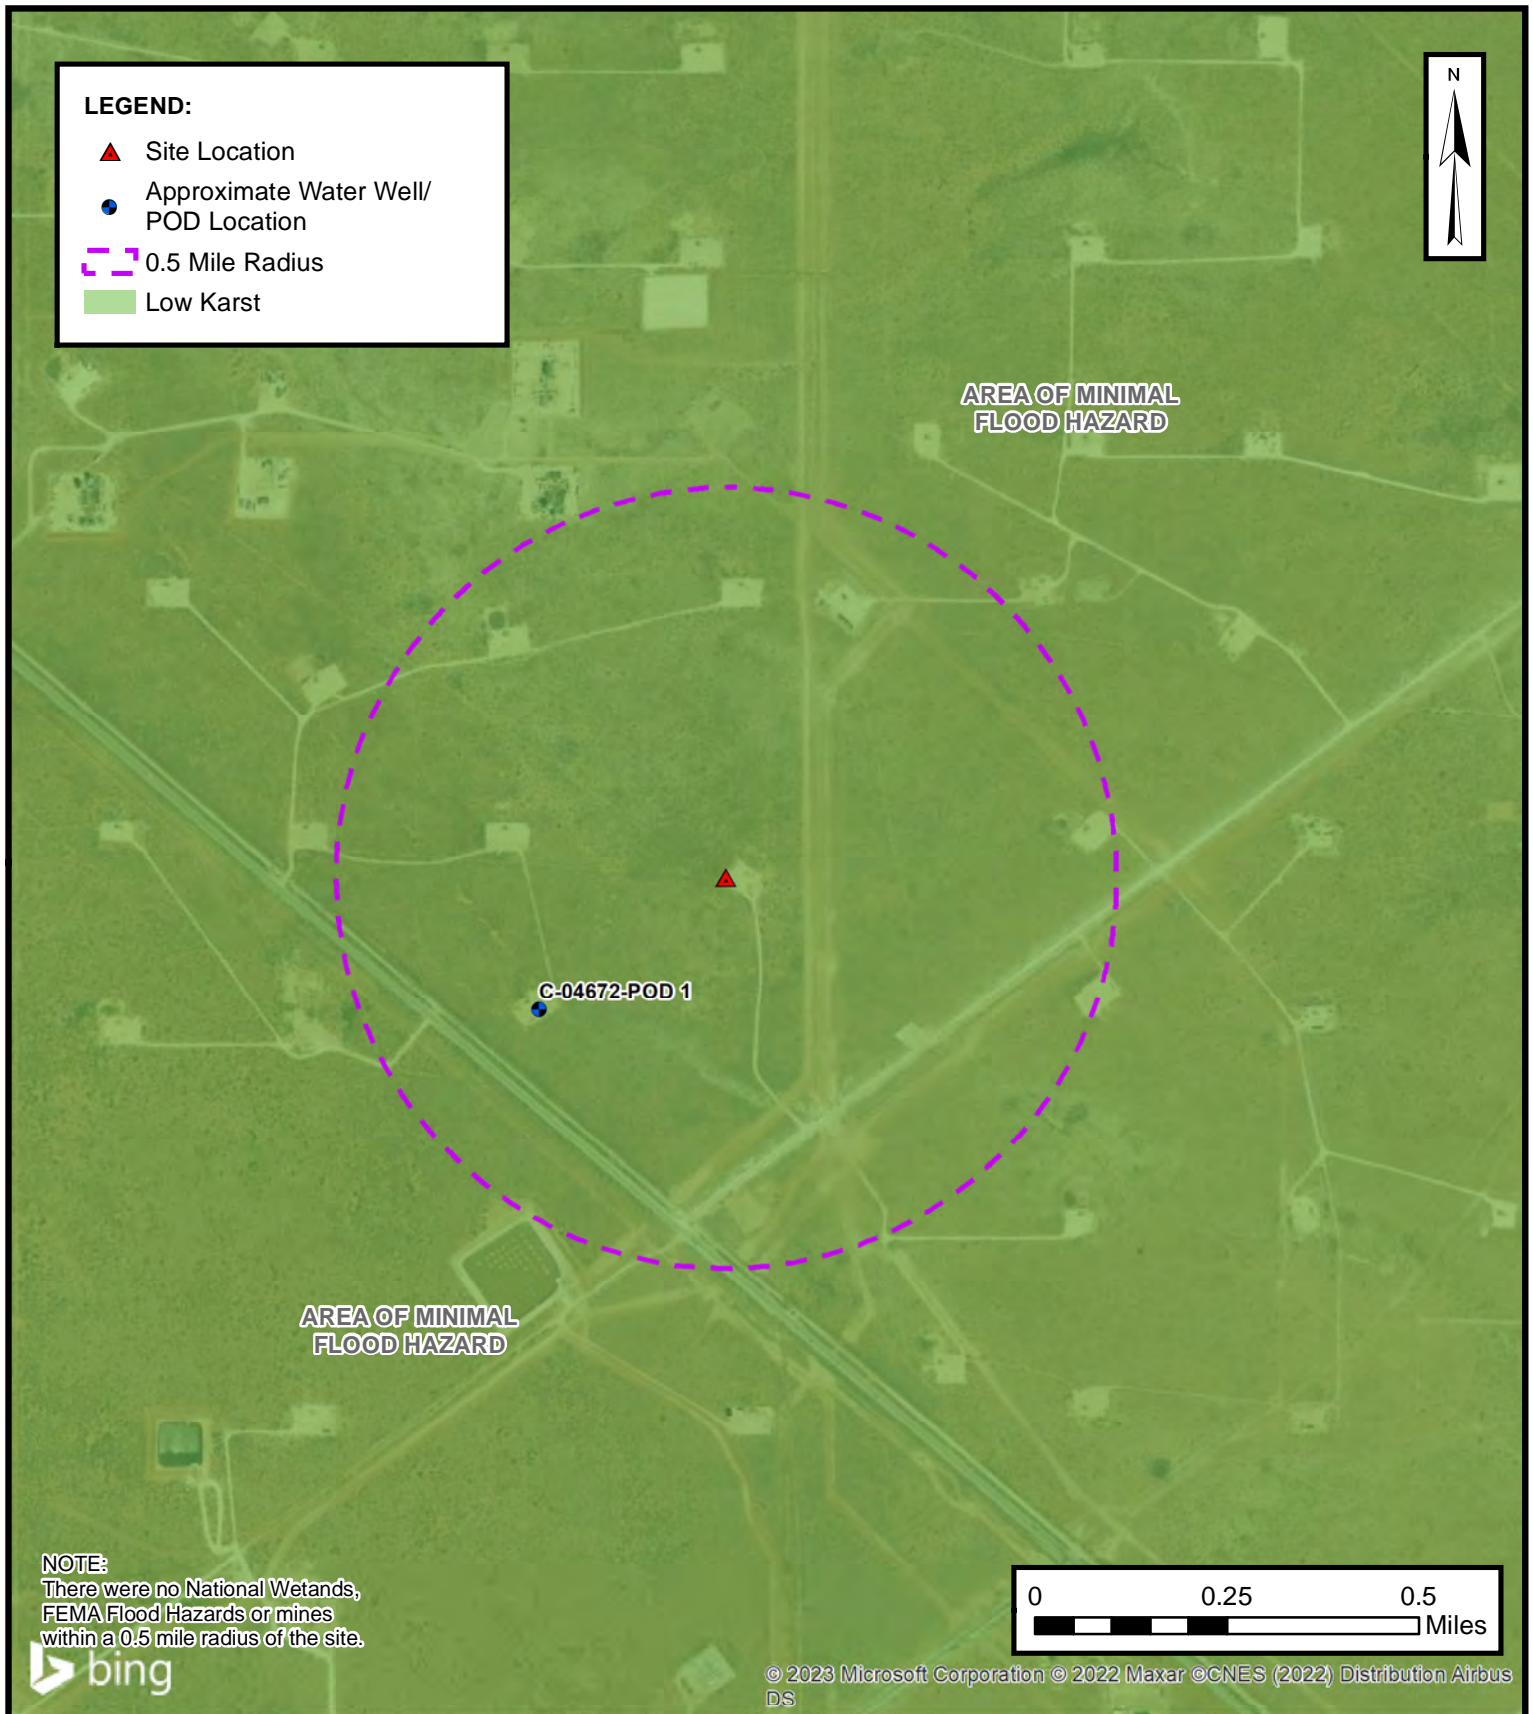 LEGEND:
Site Location
Approximate Water Well/
POD Location
0.5 Mile Radius
Low Karst
N
AREA OF MINIMAL
FLOOD HAZARD
C-04672-POD 1
AREA OF MINIMAL
FLOOD HAZARD
NOTE:
There were no National Wetands,
FEMA Flood Hazards or mines
within a 0.5 mile radius of the site.
bing
0 0.25 0.5
Miles
© 2023 Microsoft Corporation © 2022 Maxar ©CNES (2022) Distribution Airbus
DS